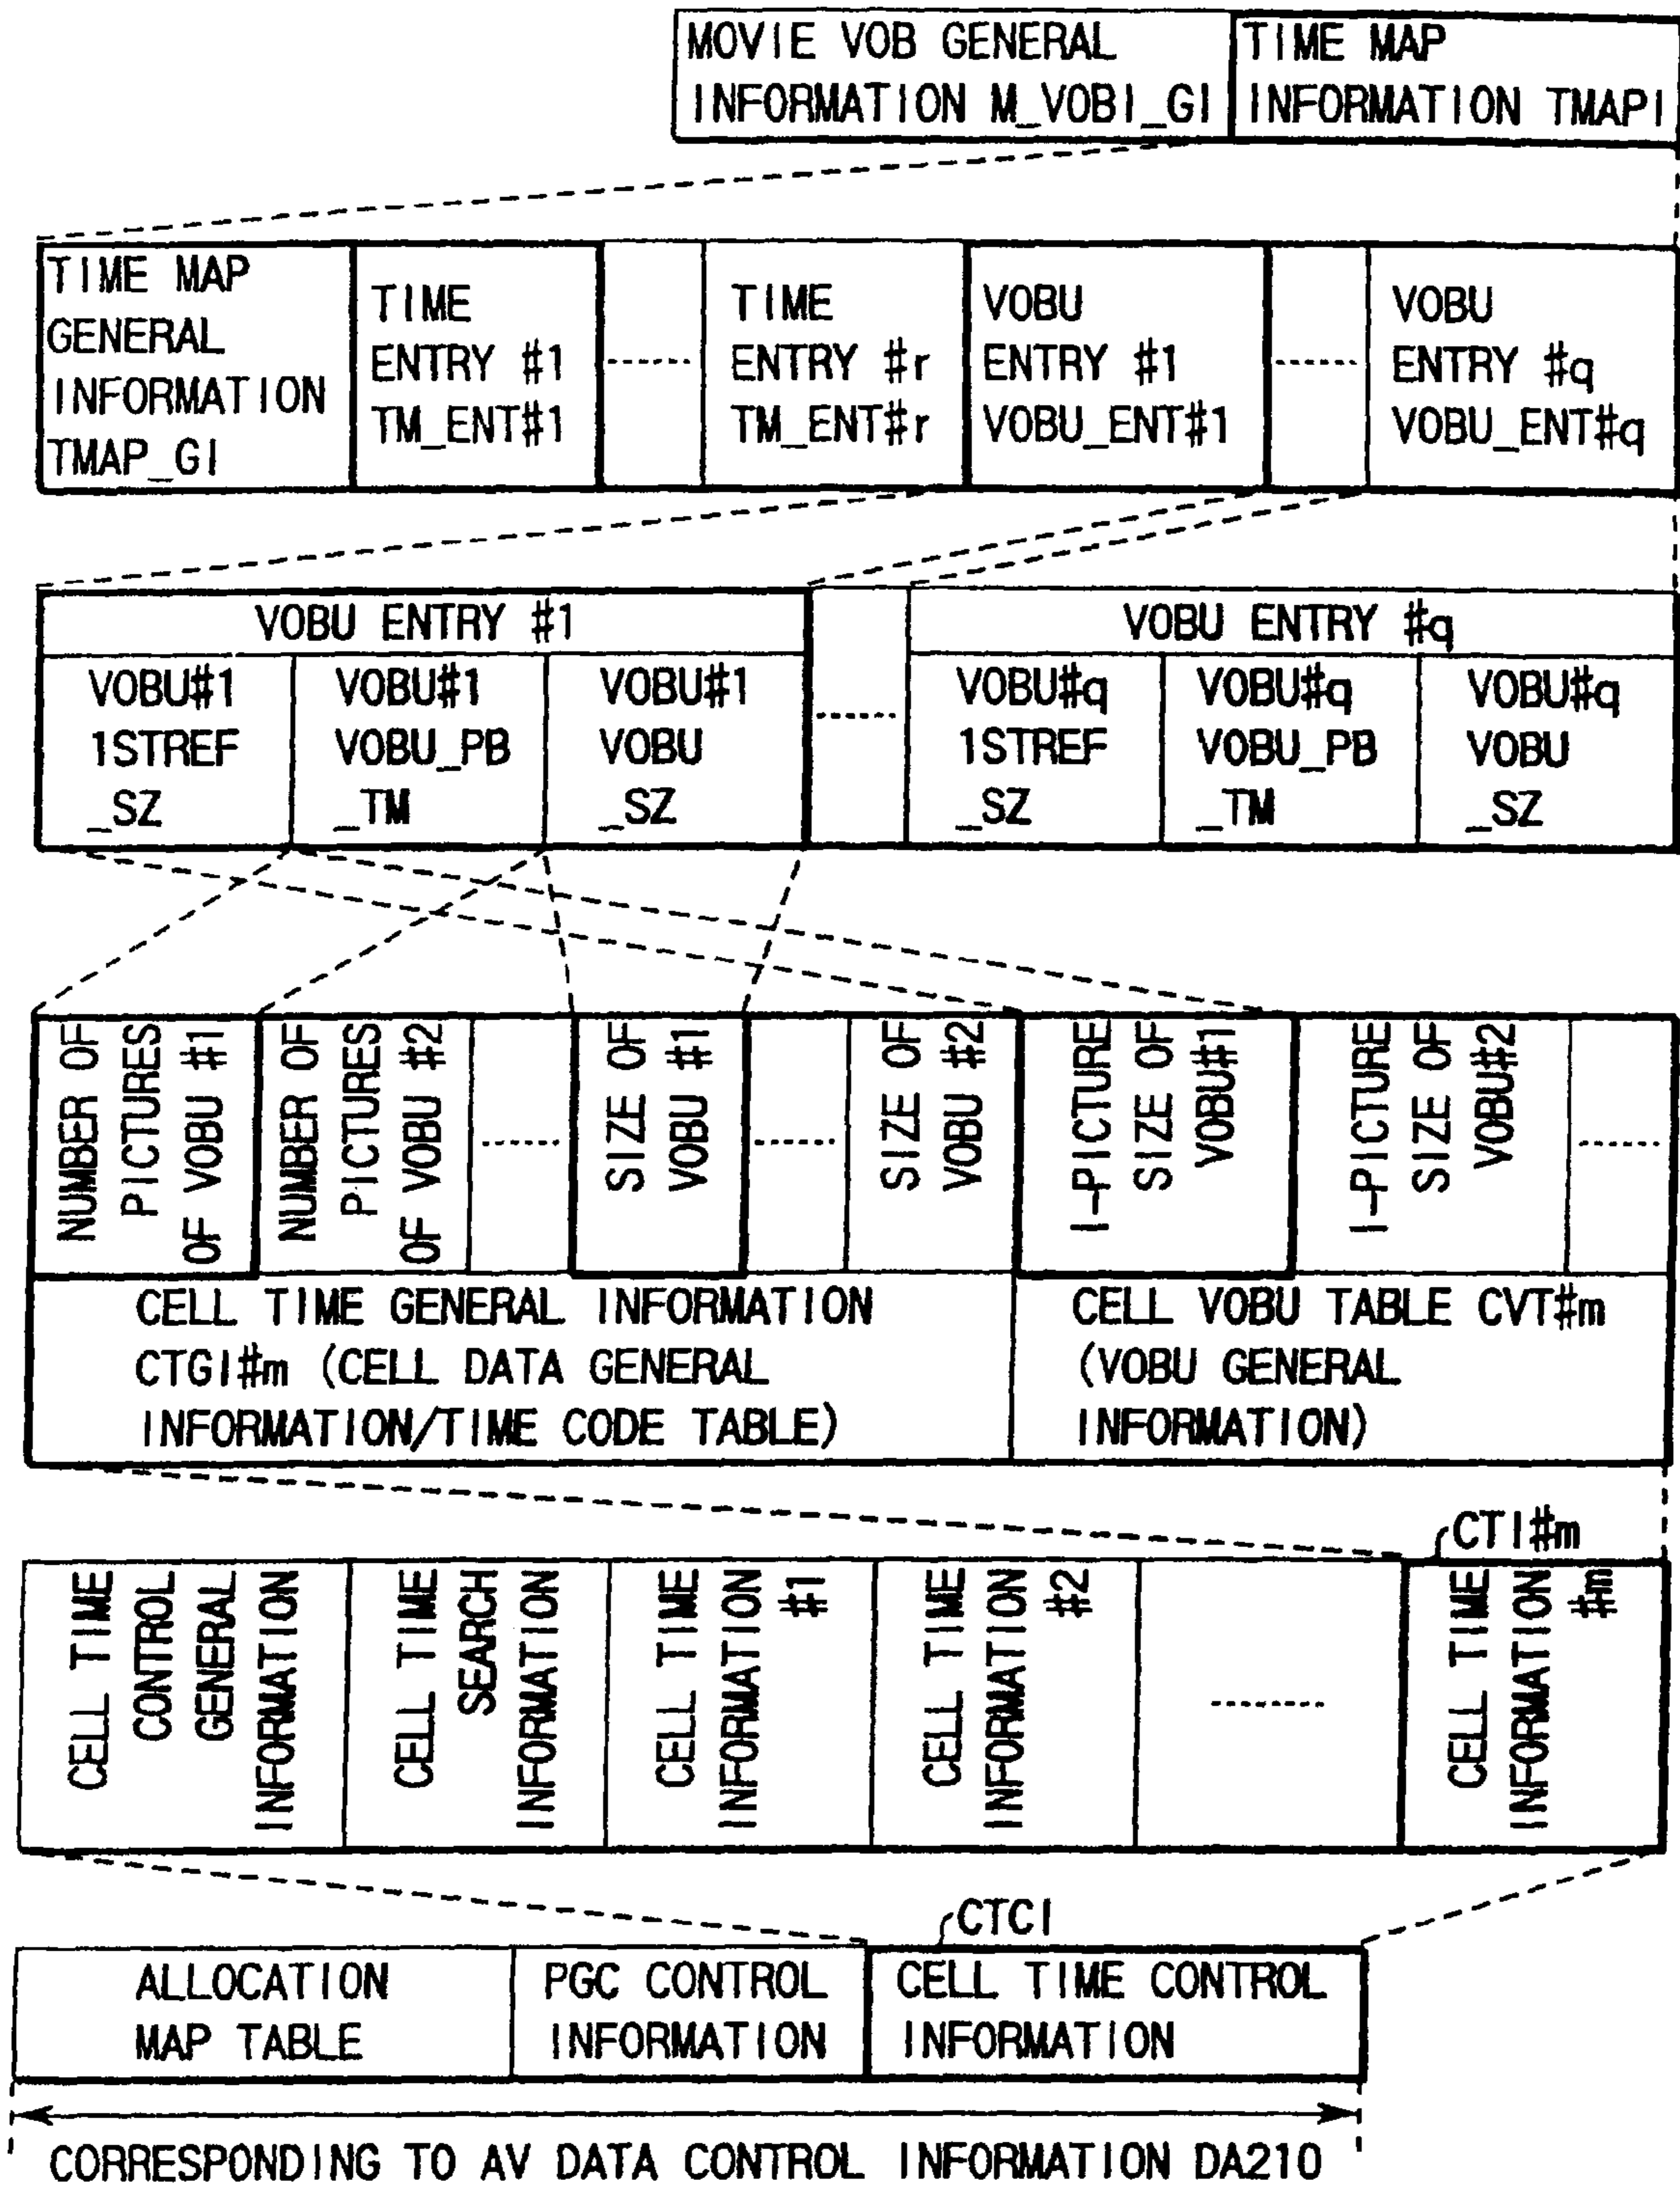 MOVIE VOB GENERAL
INFORMATION M_VOBI_GI
TIME MAP
INFORMATION TMAPI
TIME MAP
GENERAL
INFORMATION
TMAP_GI
TIME
ENTRY #1
TM_ENT#1
TIME
ENTRY #r
TM_ENT#r
VOBU
ENTRY #1
VOBU_ENT#1
VOBU
ENTRY #q
VOBU_ENT#q
VOBU ENTRY #1
VOBU ENTRY #q
VOBU#1
1STREF
_SZ
VOBU#1
VOBU_PB
_TM
VOBU#1
VOBU
_SZ
VOBU#q
1STREF
_SZ
VOBU#q
VOBU_PB
_TM
VOBU#q
VOBU
_SZ
NUMBER OF
PICTURES
OF VOBU #1
NUMBER OF
PICTURES
OF VOBU #2
SIZE OF
VOBU #1
SIZE OF
VOBU #2
I-PICTURE
SIZE OF
VOBU#1
I-PICTURE
SIZE OF
VOBU#2
CELL TIME GENERAL INFORMATION
CTGI#m (CELL DATA GENERAL
INFORMATION/TIME CODE TABLE)
CELL VOBU TABLE CVT#m
(VOBU GENERAL
INFORMATION)
CTI#m
CELL TIME
CONTROL
GENERAL
INFORMATION
CELL TIME
SEARCH
INFORMATION
CELL TIME
INFORMATION
#1
CELL TIME
INFORMATION
#2
CELL TIME
INFORMATION
#m
CTCI
ALLOCATION
MAP TABLE
PGC CONTROL
INFORMATION
CELL TIME CONTROL
INFORMATION
CORRESPONDING TO AV DATA CONTROL INFORMATION DA210